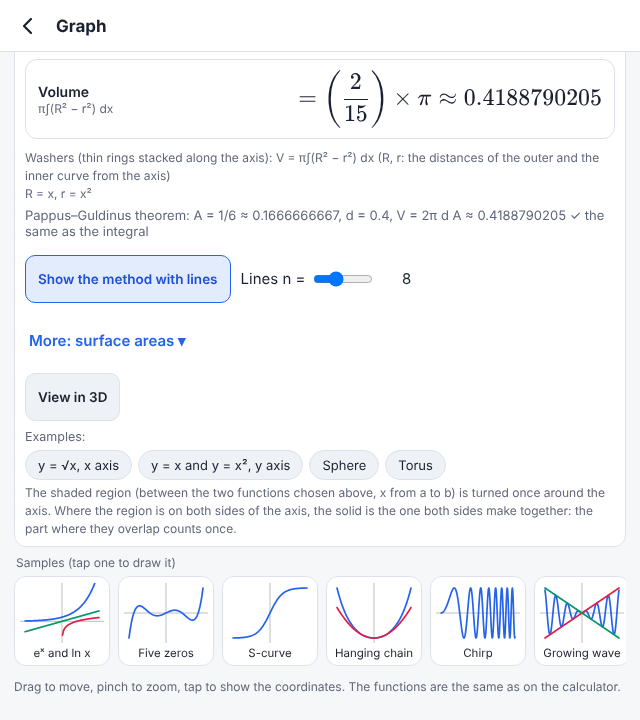 Graph
Volume
π∫(R² − r²) dx
= (2/15) × π ≈ 0.4188790205
Washers (thin rings stacked along the axis): V = π∫(R² − r²) dx (R, r: the distances of the outer and the
inner curve from the axis)
R = x, r = x²
Pappus–Guldinus theorem: A = 1/6 ≈ 0.1666666667, d = 0.4, V = 2π d A ≈ 0.4188790205 ✓ the
same as the integral
Show the method with lines Lines n = 8
More: surface areas ▾
View in 3D
Examples:
y = √x, x axis y = x and y = x², y axis Sphere Torus
The shaded region (between the two functions chosen above, x from a to b) is turned once around the
axis. Where the region is on both sides of the axis, the solid is the one both sides make together: the
part where they overlap counts once.
Samples (tap one to draw it)
eˣ and ln x Five zeros S-curve Hanging chain Chirp Growing wave
Drag to move, pinch to zoom, tap to show the coordinates. The functions are the same as on the calculator.